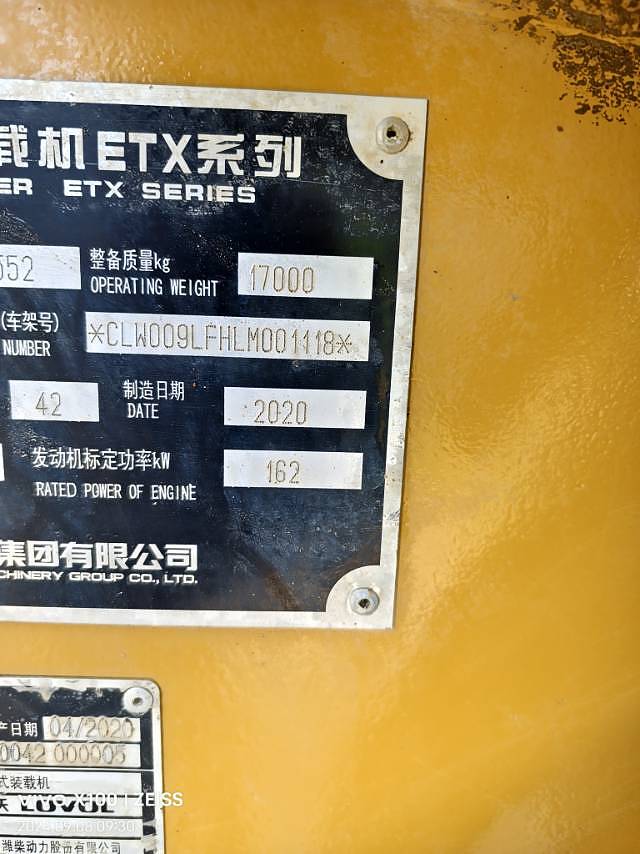 载机ETX系列
ER ETX SERIES
552 整备质量kg 17000
OPERATING WEIGHT
(车架号) *CLW009LFHLM001118*
NUMBER
42 制造日期 2020
DATE
发动机标定功率kW 162
RATED POWER OF ENGINE
集团有限公司
CHINERY GROUP CO., LTD.
产日期 04/2020
0042 000005
式装载机
X100 | ZEISS
潍柴动力股份有限公司